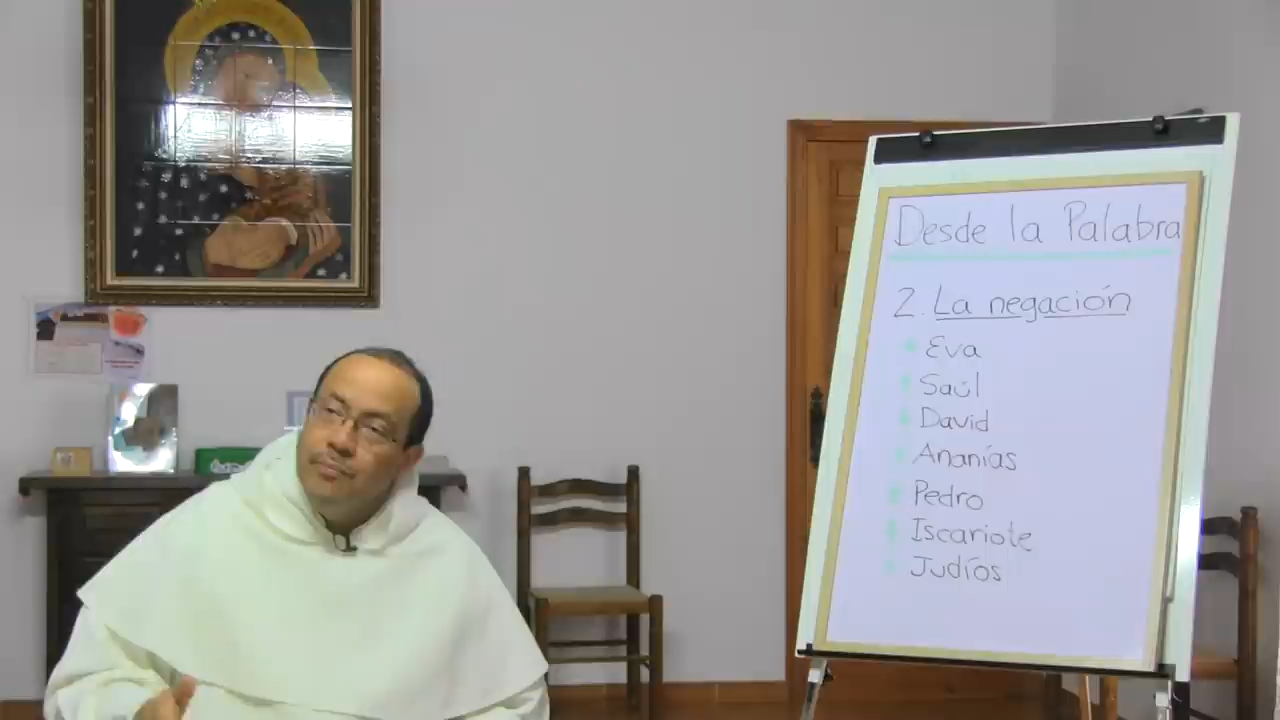 Desde la Palabra
2. La negación
Eva
Saúl
David
Ananías
Pedro
Iscariote
Judíos